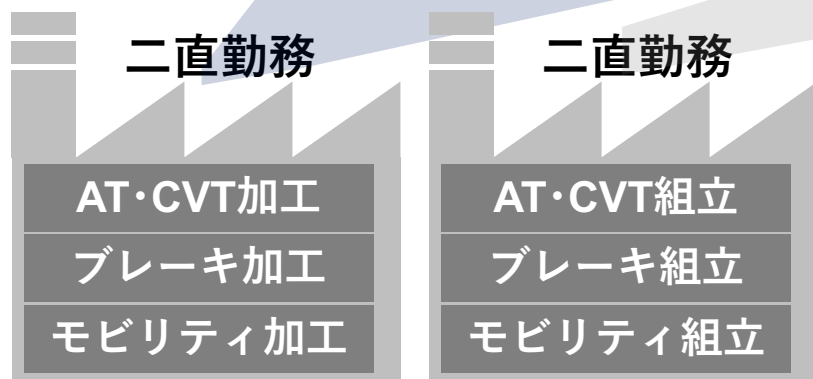 二直勤務
AT・CVT加工
ブレーキ加工
モビリティ加工
二直勤務
AT・CVT組立
ブレーキ組立
モビリティ組立